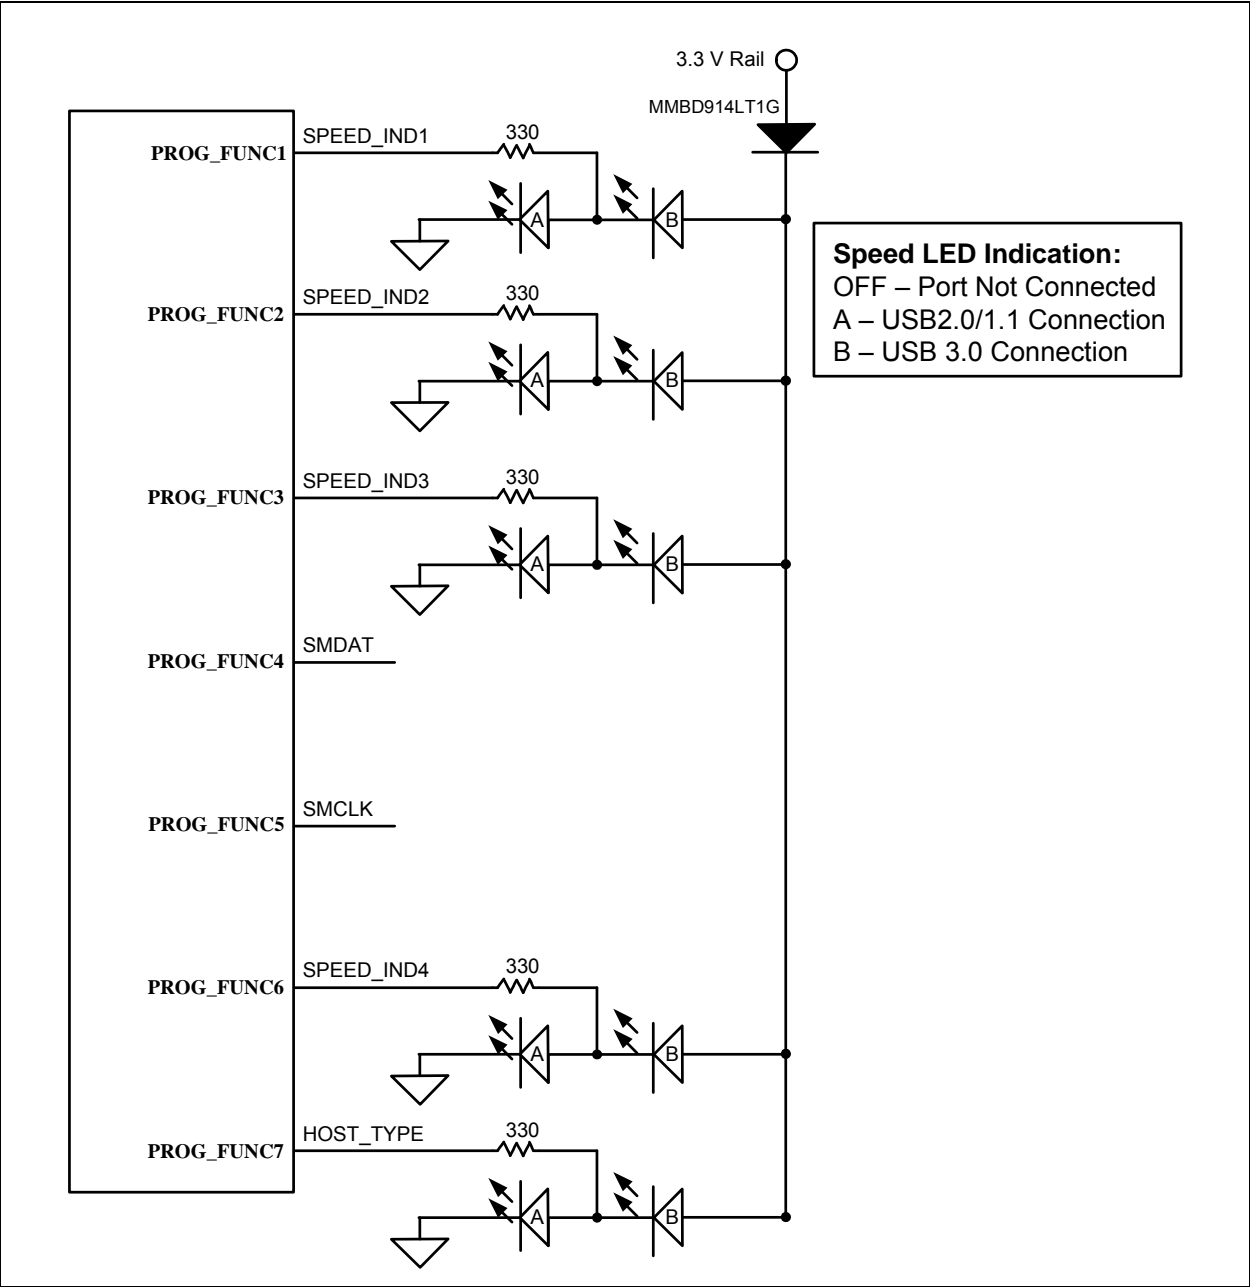 3.3 V Rail
MMBD914LT1G
PROG_FUNC1
SPEED_IND1
330
A
B
Speed LED Indication:
OFF – Port Not Connected
A – USB2.0/1.1 Connection
B – USB 3.0 Connection
PROG_FUNC2
SPEED_IND2
330
A
B
PROG_FUNC3
SPEED_IND3
330
A
B
PROG_FUNC4
SMDAT
PROG_FUNC5
SMCLK
PROG_FUNC6
SPEED_IND4
330
A
B
PROG_FUNC7
HOST_TYPE
330
A
B